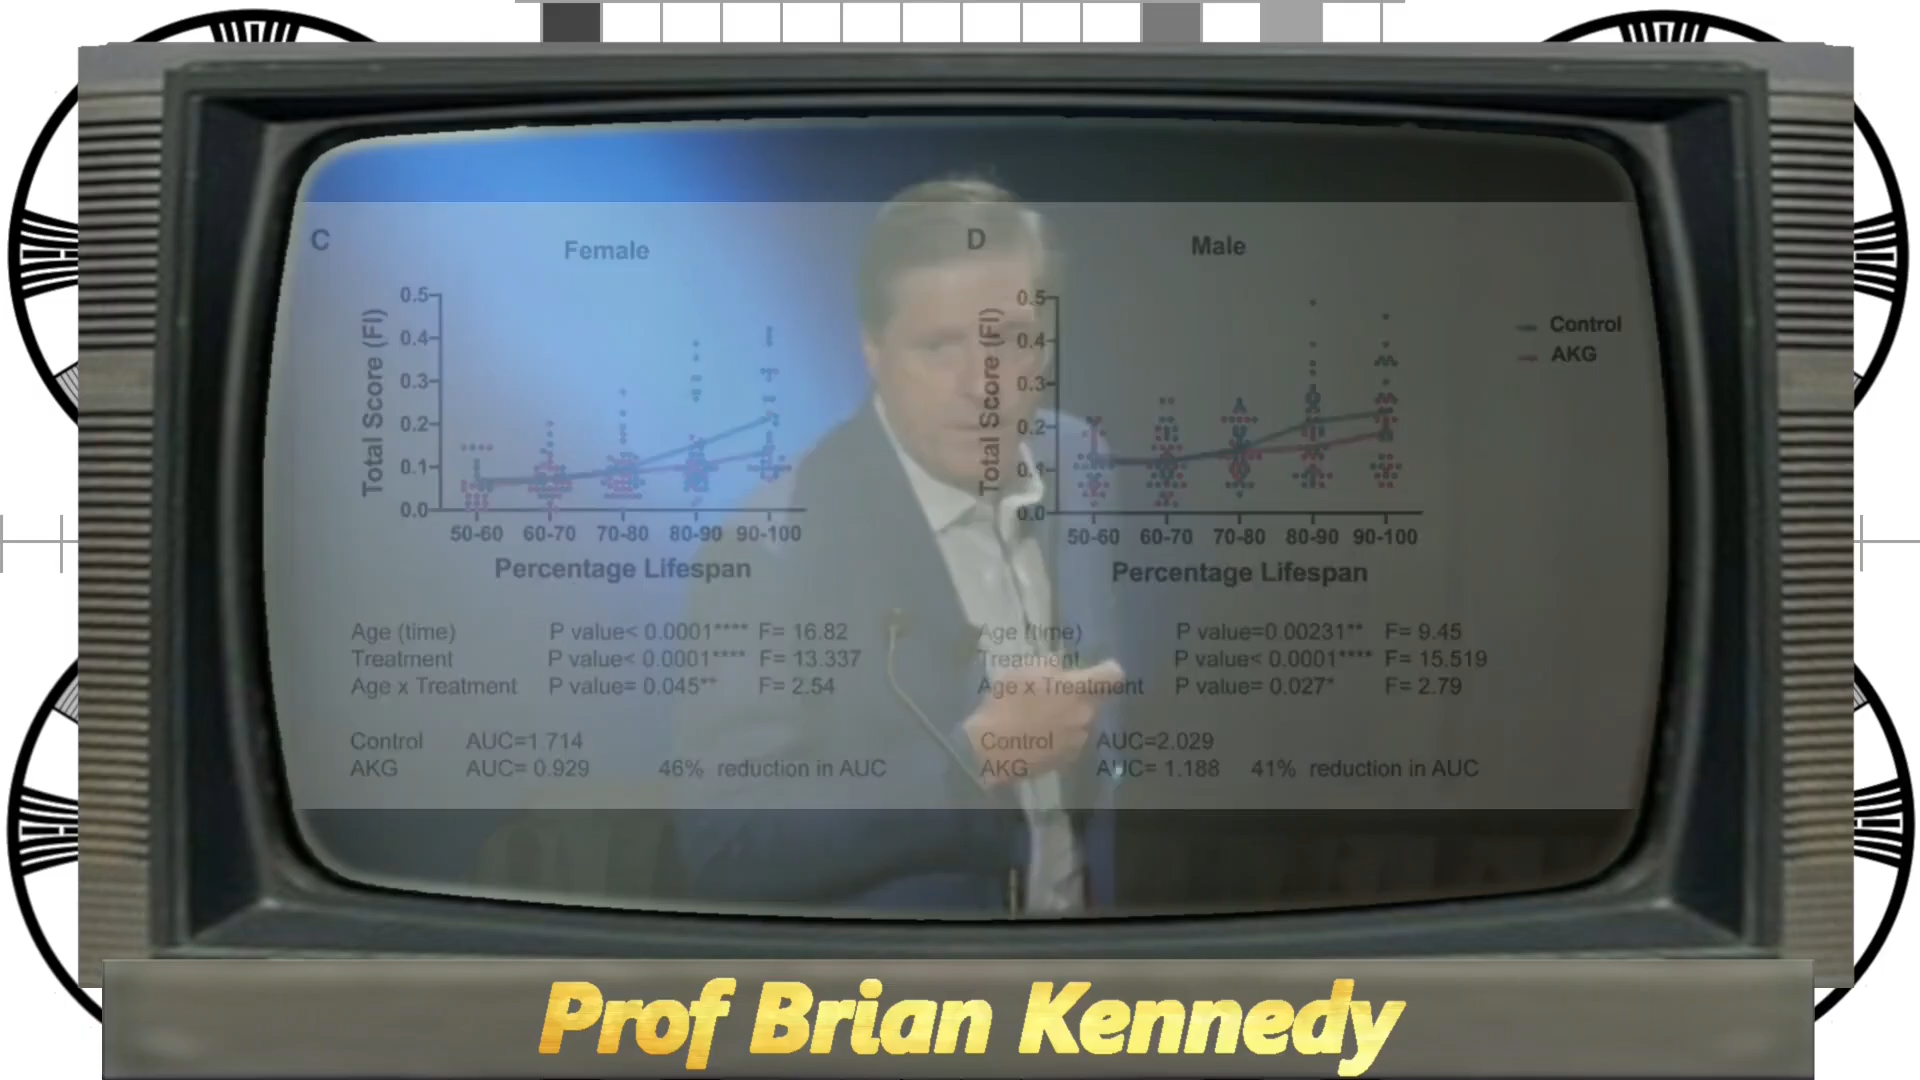 C Female
D Male
0.5
0.4
0.3
0.2
0.1
0.0
Total Score (FI)
50-60 60-70 70-80 80-90 90-100
Percentage Lifespan
0.5
0.4
0.3
0.2
0.1
0.0
Total Score (FI)
50-60 60-70 70-80 80-90 90-100
Percentage Lifespan
Control
AKG
Age (time) P value< 0.0001**** F= 16.82
Treatment P value< 0.0001**** F= 13.337
Age x Treatment P value= 0.045** F= 2.54
Control AUC=1.714
AKG AUC= 0.929 46% reduction in AUC
Age (time) P value=0.00231** F= 9.45
Treatment P value< 0.0001**** F= 15.519
Age x Treatment P value= 0.027* F= 2.79
Control AUC=2.029
AKG AUC= 1.188 41% reduction in AUC
Prof Brian Kennedy